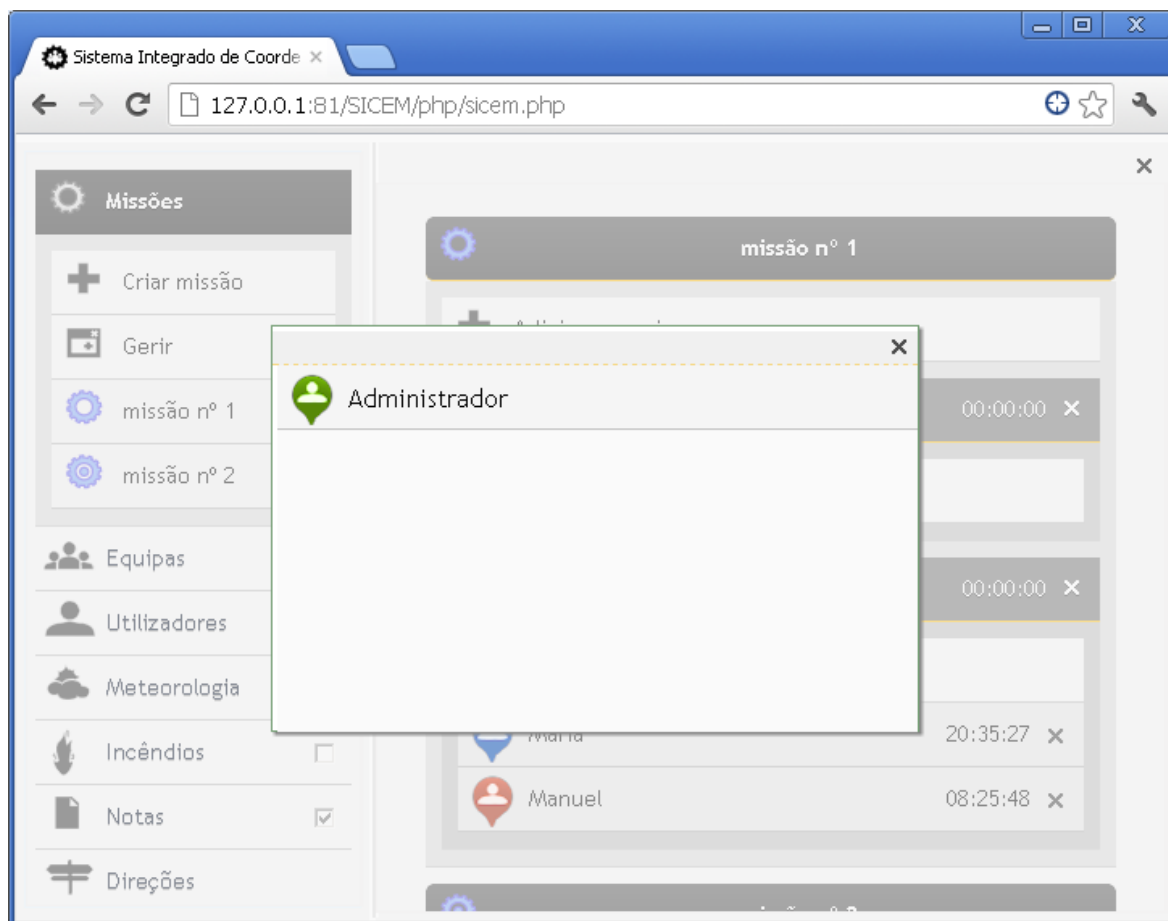 Sistema Integrado de Coorde
127.0.0.1:81/SICEM/php/sicem.php
Missões
Criar missão
Gerir
missão nº 1
missão nº 2
Equipas
Utilizadores
Meteorologia
Incêndios
Notas
Direções
missão nº 1
00:00:00
00:00:00
Maria 20:35:27
Manuel 08:25:48
Administrador